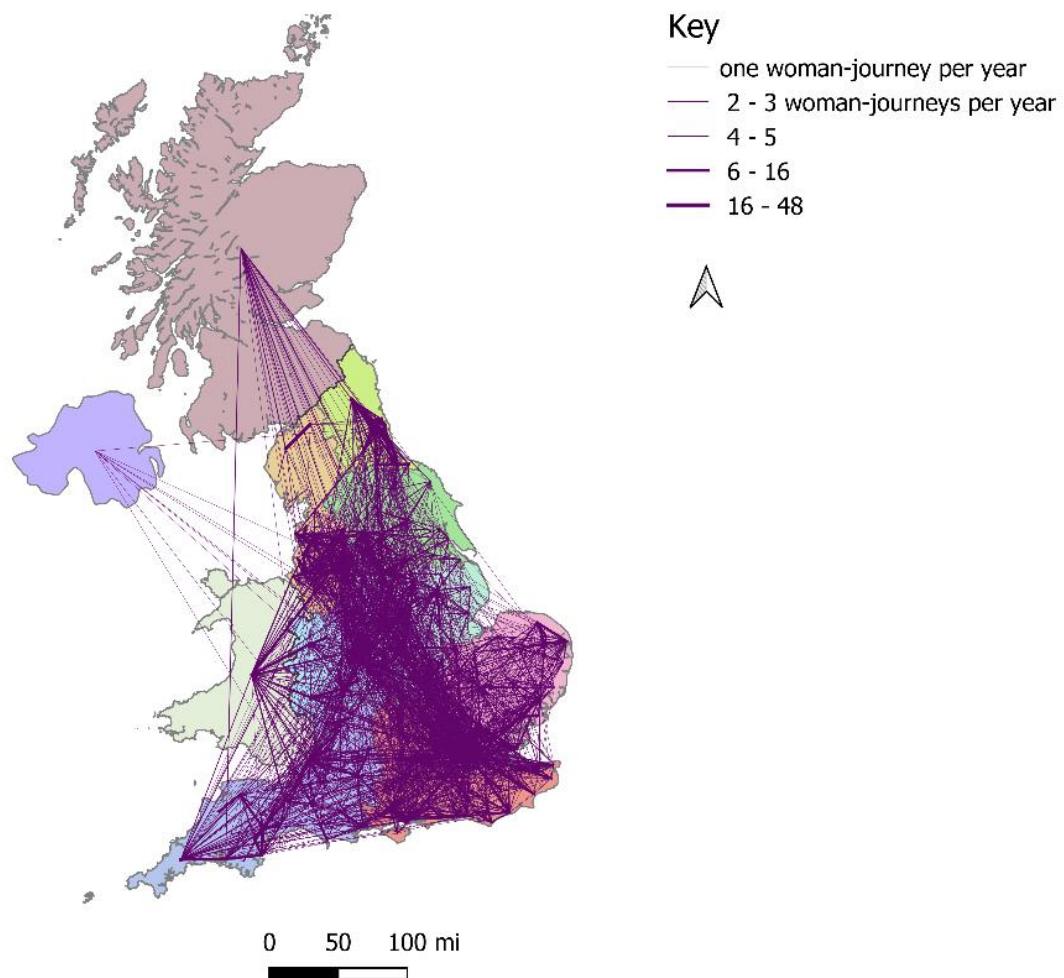 Key
one woman-journey per year
2 - 3 woman-journeys per year
4 - 5
6 - 16
16 - 48
0 50 100 mi